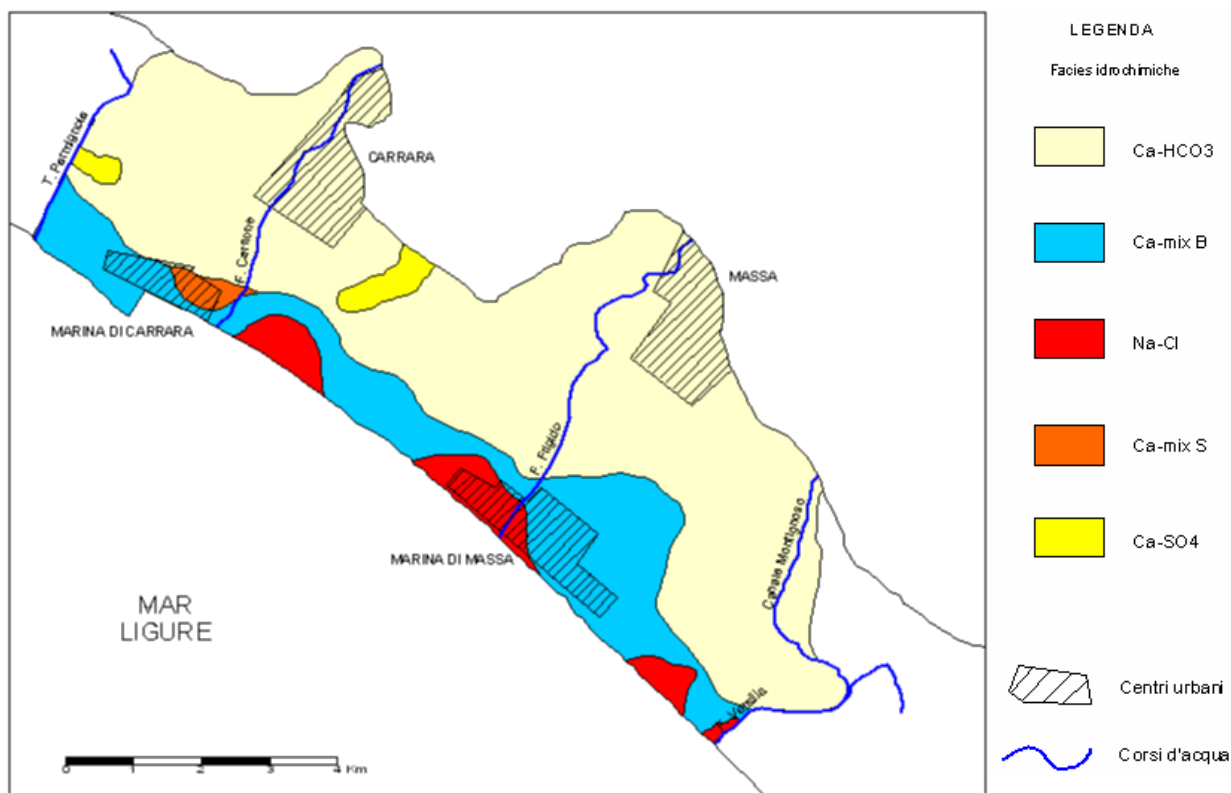 T. Parmignola
CARRARA
F. Carrione
MARINA DI CARRARA
MASSA
F. Frigido
MARINA DI MASSA
Canale Montignoso
Versilia
MAR
LIGURE
0 1 2 3 4 Km
LEGENDA
Facies idrochimiche
Ca-HCO3
Ca-mix B
Na-Cl
Ca-mix S
Ca-SO4
Centri urbani
Corsi d'acqua